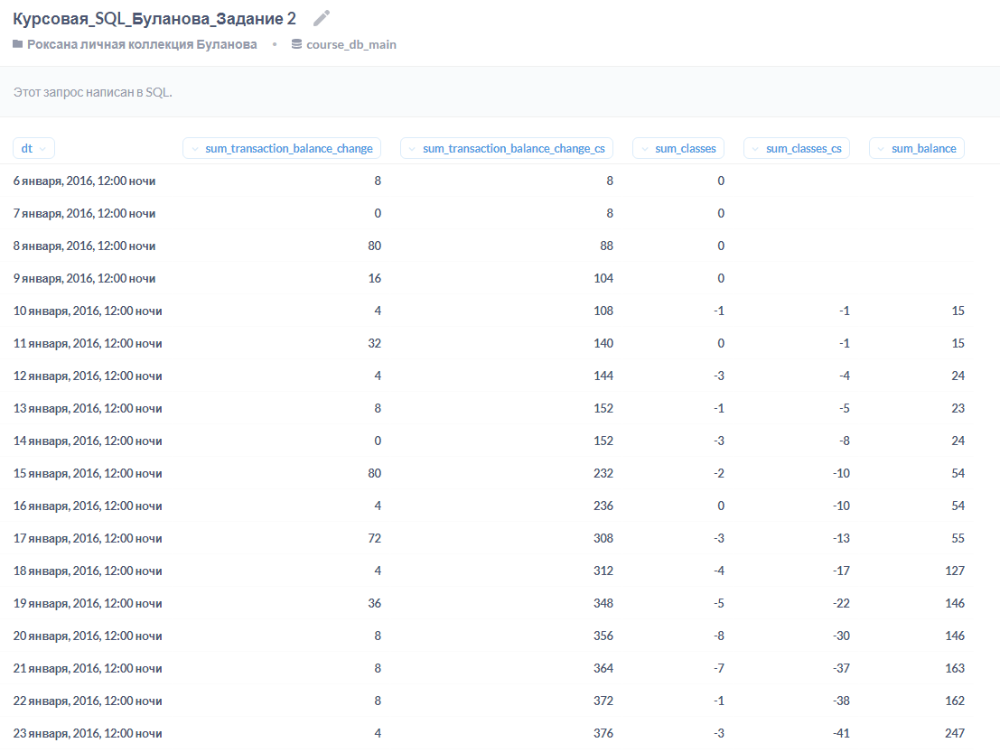 Курсовая_SQL_Буланова_Задание 2
Роксана личная коллекция Буланова • course_db_main
Этот запрос написан в SQL.
dt sum_transaction_balance_change sum_transaction_balance_change_cs sum_classes sum_classes_cs sum_balance
6 января, 2016, 12:00 ночи 8 8 0
7 января, 2016, 12:00 ночи 0 8 0
8 января, 2016, 12:00 ночи 80 88 0
9 января, 2016, 12:00 ночи 16 104 0
10 января, 2016, 12:00 ночи 4 108 -1 -1 15
11 января, 2016, 12:00 ночи 32 140 0 -1 15
12 января, 2016, 12:00 ночи 4 144 -3 -4 24
13 января, 2016, 12:00 ночи 8 152 -1 -5 23
14 января, 2016, 12:00 ночи 0 152 -3 -8 24
15 января, 2016, 12:00 ночи 80 232 -2 -10 54
16 января, 2016, 12:00 ночи 4 236 0 -10 54
17 января, 2016, 12:00 ночи 72 308 -3 -13 55
18 января, 2016, 12:00 ночи 4 312 -4 -17 127
19 января, 2016, 12:00 ночи 36 348 -5 -22 146
20 января, 2016, 12:00 ночи 8 356 -8 -30 146
21 января, 2016, 12:00 ночи 8 364 -7 -37 163
22 января, 2016, 12:00 ночи 8 372 -1 -38 162
23 января, 2016, 12:00 ночи 4 376 -3 -41 247